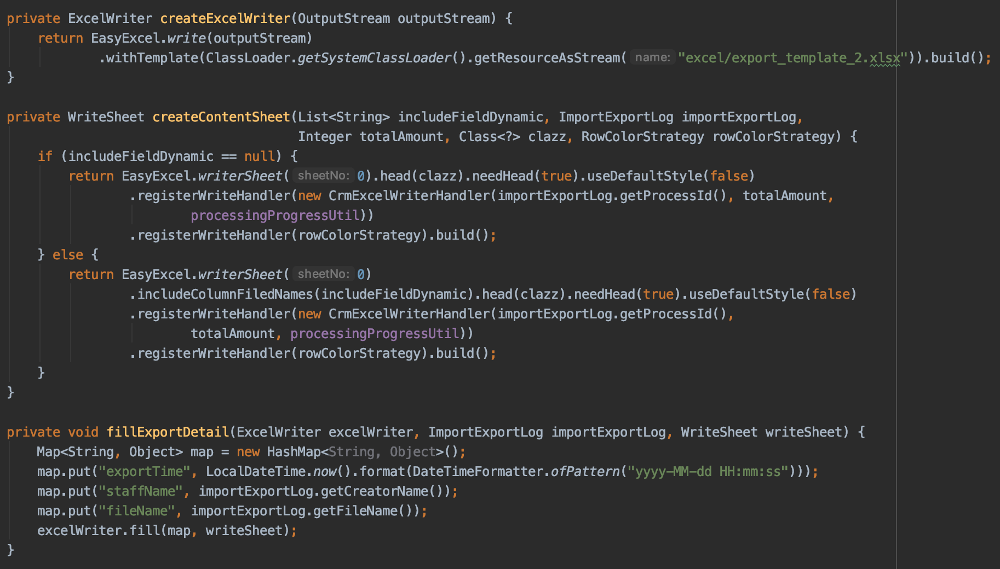 private ExcelWriter createExcelWriter(OutputStream outputStream) {
    return EasyExcel.write(outputStream)
            .withTemplate(ClassLoader.getSystemClassLoader().getResourceAsStream( name: "excel/export_template_2.xlsx")).build();
}

private WriteSheet createContentSheet(List<String> includeFieldDynamic, ImportExportLog importExportLog,
                                      Integer totalAmount, Class<?> clazz, RowColorStrategy rowColorStrategy) {
    if (includeFieldDynamic == null) {
        return EasyExcel.writerSheet( sheetNo: 0).head(clazz).needHead(true).useDefaultStyle(false)
                .registerWriteHandler(new CrmExcelWriterHandler(importExportLog.getProcessId(), totalAmount,
                        processingProgressUtil))
                .registerWriteHandler(rowColorStrategy).build();
    } else {
        return EasyExcel.writerSheet( sheetNo: 0)
                .includeColumnFiledNames(includeFieldDynamic).head(clazz).needHead(true).useDefaultStyle(false)
                .registerWriteHandler(new CrmExcelWriterHandler(importExportLog.getProcessId(),
                        totalAmount, processingProgressUtil))
                .registerWriteHandler(rowColorStrategy).build();
    }
}

private void fillExportDetail(ExcelWriter excelWriter, ImportExportLog importExportLog, WriteSheet writeSheet) {
    Map<String, Object> map = new HashMap<String, Object>();
    map.put("exportTime", LocalDateTime.now().format(DateTimeFormatter.ofPattern("yyyy-MM-dd HH:mm:ss")));
    map.put("staffName", importExportLog.getCreatorName());
    map.put("fileName", importExportLog.getFileName());
    excelWriter.fill(map, writeSheet);
}